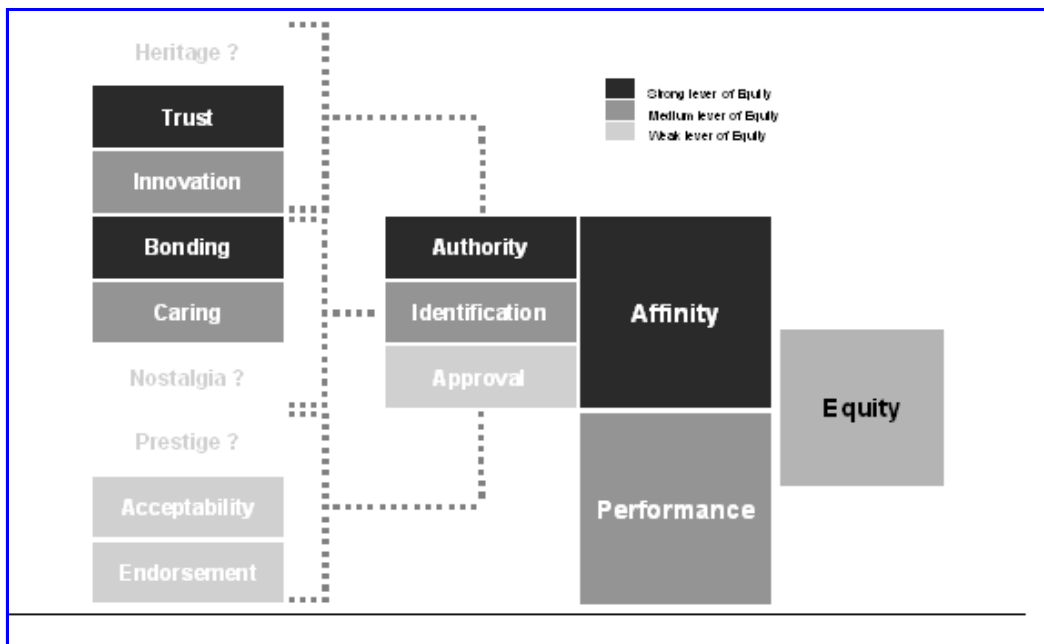 Heritage ?
Trust
Innovation
Bonding
Caring
Nostalgia ?
Prestige ?
Acceptability
Endorsement
Strong lever of Equity
Medium lever of Equity
Weak lever of Equity
Authority
Identification
Approval
Affinity
Performance
Equity